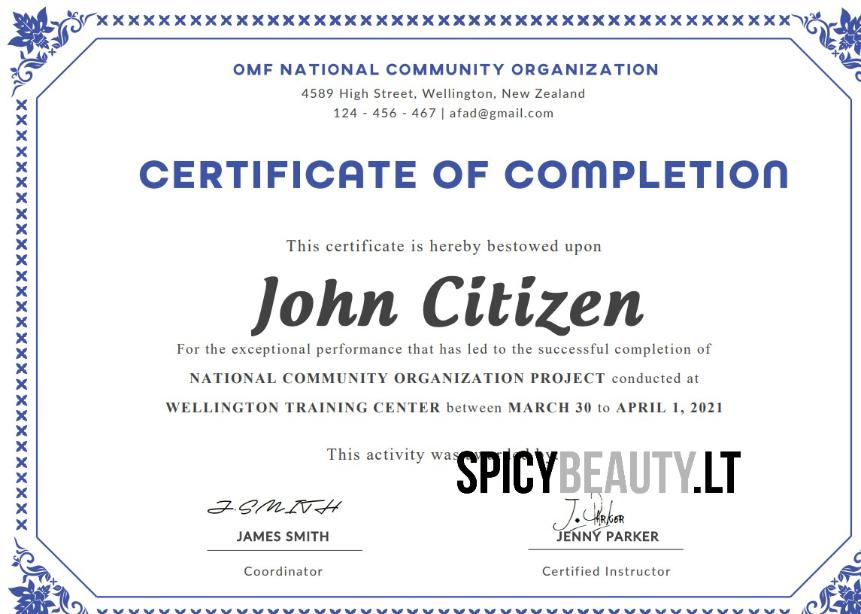 OMF NATIONAL COMMUNITY ORGANIZATION
4589 High Street, Wellington, New Zealand
124 - 456 - 467 | afad@gmail.com
CERTIFICATE OF COMPLETION
This certificate is hereby bestowed upon
John Citizen
For the exceptional performance that has led to the successful completion of
NATIONAL COMMUNITY ORGANIZATION PROJECT conducted at
WELLINGTON TRAINING CENTER between MARCH 30 to APRIL 1, 2021
This activity was awarded by:
SPICYBEAUTY.LT
J.SMITH J. Parker
JAMES SMITH JENNY PARKER
Coordinator Certified Instructor